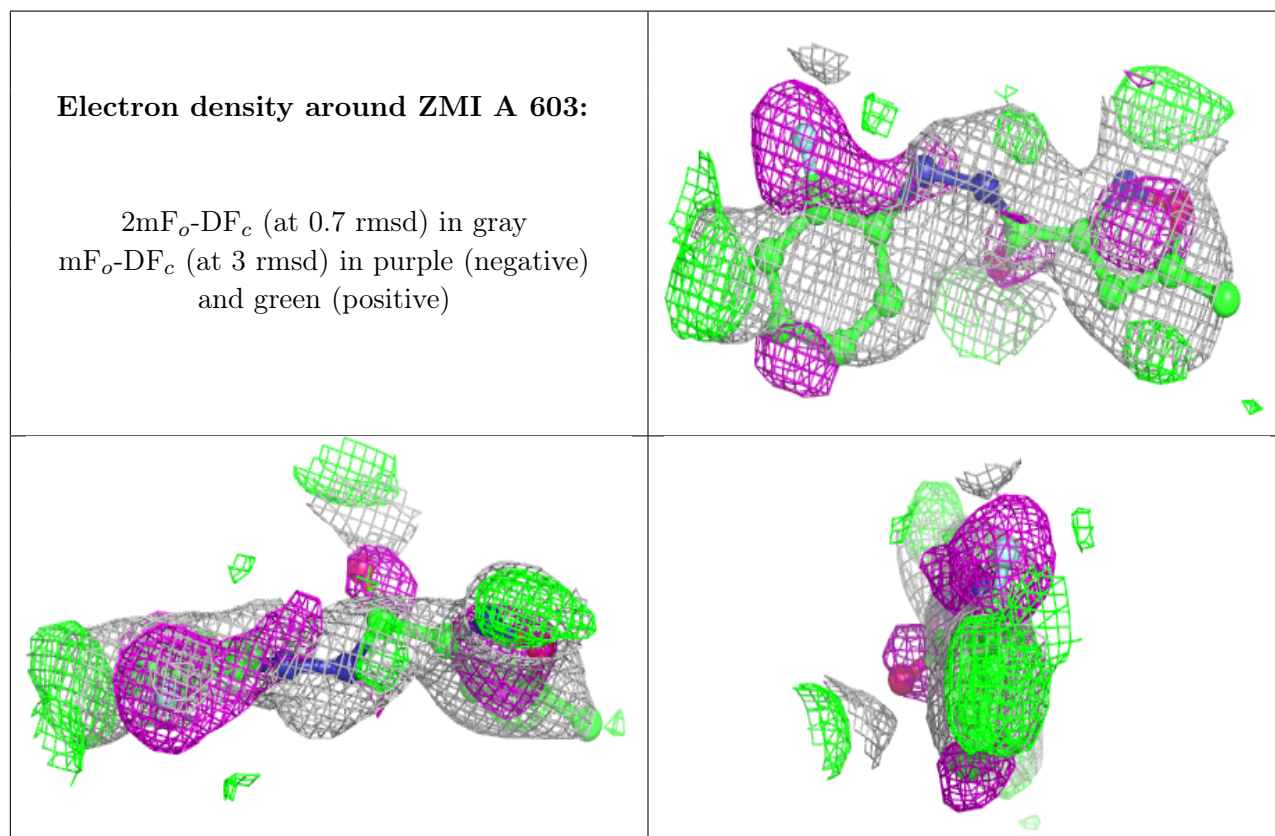 Electron density around ZMI A 603:
2mFo-DFc (at 0.7 rmsd) in gray
mFo-DFc (at 3 rmsd) in purple (negative)
and green (positive)